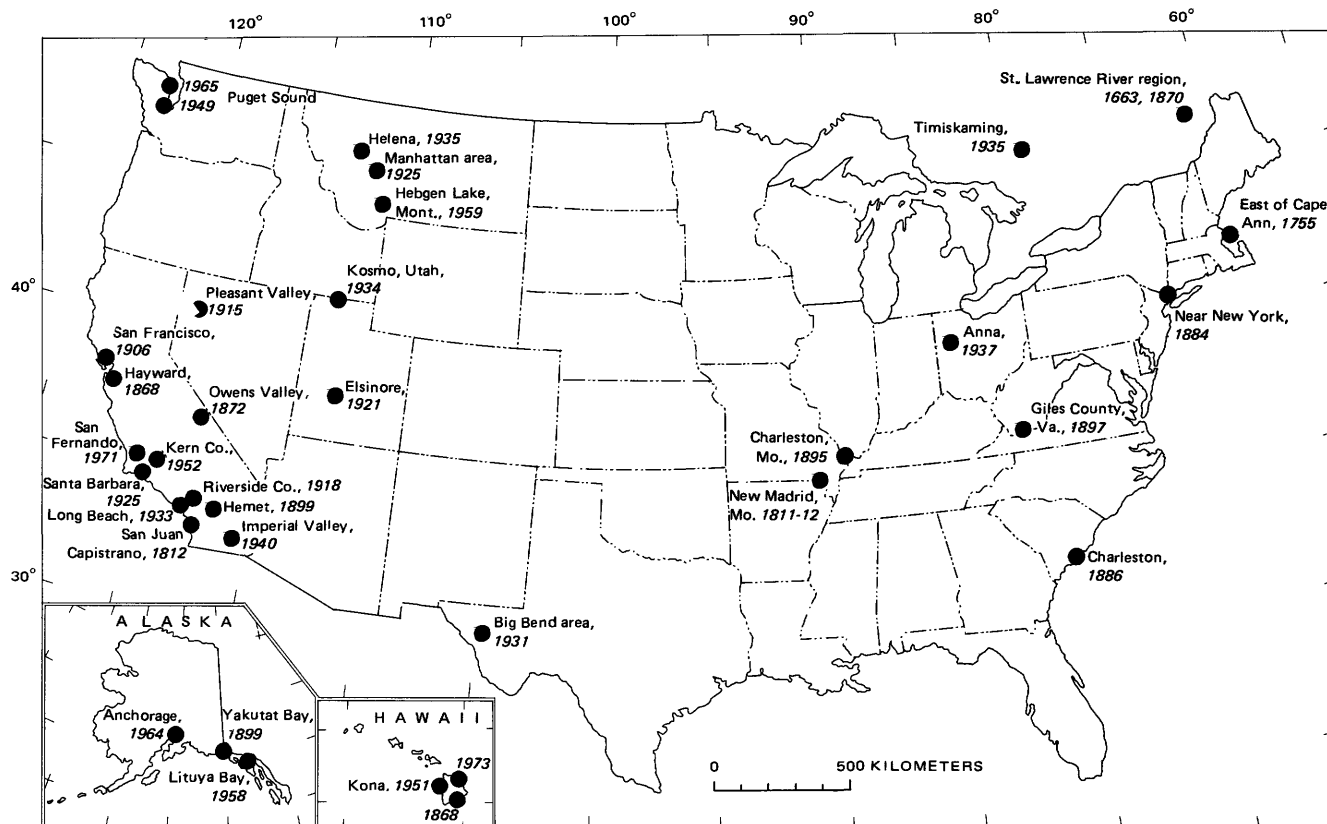 120°
110°
100°
90°
80°
60°
1965
1949
Puget Sound
St. Lawrence River region,
1663, 1870
Timiskaming,
1935
Helena, 1935
Manhattan area,
1925
Hebgen Lake,
Mont., 1959
East of Cape
Ann, 1755
40°
Kosmo, Utah,
1934
Pleasant Valley
1915
San Francisco,
1906
Hayward,
1868
Near New York,
1884
Anna,
1937
Owens Valley,
1872
Elsinore,
1921
Giles County,
Va., 1897
San
Fernando,
1971
Kern Co.,
1952
Charleston,
Mo., 1895
Santa Barbara,
1925
Riverside Co., 1918
Hemet, 1899
Long Beach, 1933
New Madrid,
Mo. 1811-12
San Juan
Capistrano, 1812
Imperial Valley,
1940
Charleston,
1886
30°
Big Bend area,
1931
ALASKA
Anchorage,
1964
Yakutat Bay,
1899
Lituya Bay,
1958
HAWAII
1973
Kona. 1951
1868
0 500 KILOMETERS